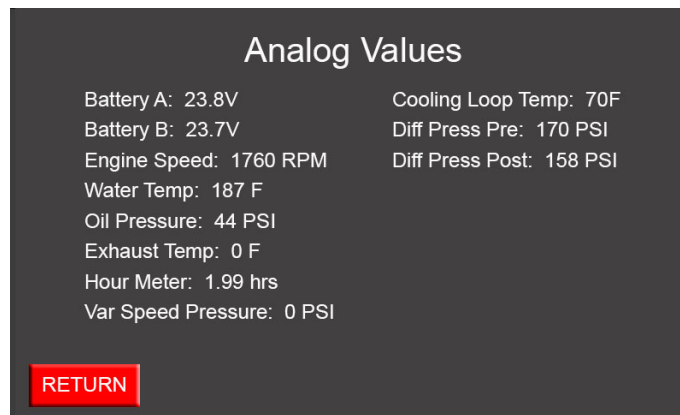 Analog Values
Battery A: 23.8V
Battery B: 23.7V
Engine Speed: 1760 RPM
Water Temp: 187 F
Oil Pressure: 44 PSI
Exhaust Temp: 0 F
Hour Meter: 1.99 hrs
Var Speed Pressure: 0 PSI
Cooling Loop Temp: 70F
Diff Press Pre: 170 PSI
Diff Press Post: 158 PSI
RETURN